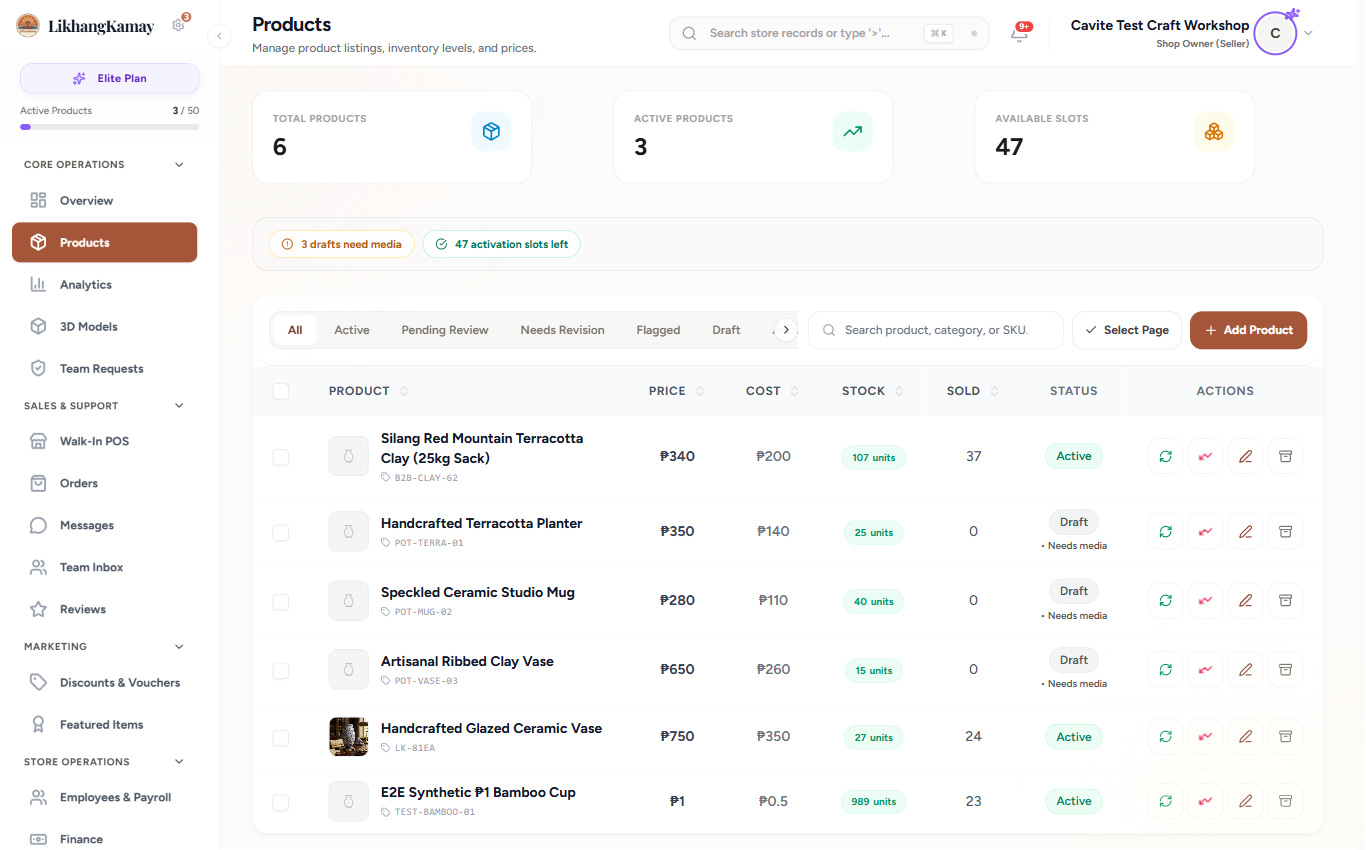 LikhangKamay
3
Elite Plan
Active Products 3 / 50
CORE OPERATIONS
Overview
Products
Analytics
3D Models
Team Requests
SALES & SUPPORT
Walk-In POS
Orders
Messages
Team Inbox
Reviews
MARKETING
Discounts & Vouchers
Featured Items
STORE OPERATIONS
Employees & Payroll
Finance
Products
Manage product listings, inventory levels, and prices.
Search store records or type '>'... ⌘ K
9+
Cavite Test Craft Workshop
Shop Owner (Seller)
C
TOTAL PRODUCTS
6
ACTIVE PRODUCTS
3
AVAILABLE SLOTS
47
3 drafts need media
47 activation slots left
All Active Pending Review Needs Revision Flagged Draft
Search product, category, or SKU.
Select Page
Add Product
PRODUCT PRICE COST STOCK SOLD STATUS ACTIONS
Silang Red Mountain Terracotta
Clay (25kg Sack)
B2B-CLAY-62
₱340 ₱200 107 units 37 Active
Handcrafted Terracotta Planter
POT-TERRA-01
₱350 ₱140 25 units 0 Draft
• Needs media
Speckled Ceramic Studio Mug
POT-MUG-02
₱280 ₱110 40 units 0 Draft
• Needs media
Artisanal Ribbed Clay Vase
POT-VASE-03
₱650 ₱260 15 units 0 Draft
• Needs media
Handcrafted Glazed Ceramic Vase
LK-81EA
₱750 ₱350 27 units 24 Active
E2E Synthetic ₱1 Bamboo Cup
TEST-BAMBOO-01
₱1 ₱0.5 989 units 23 Active